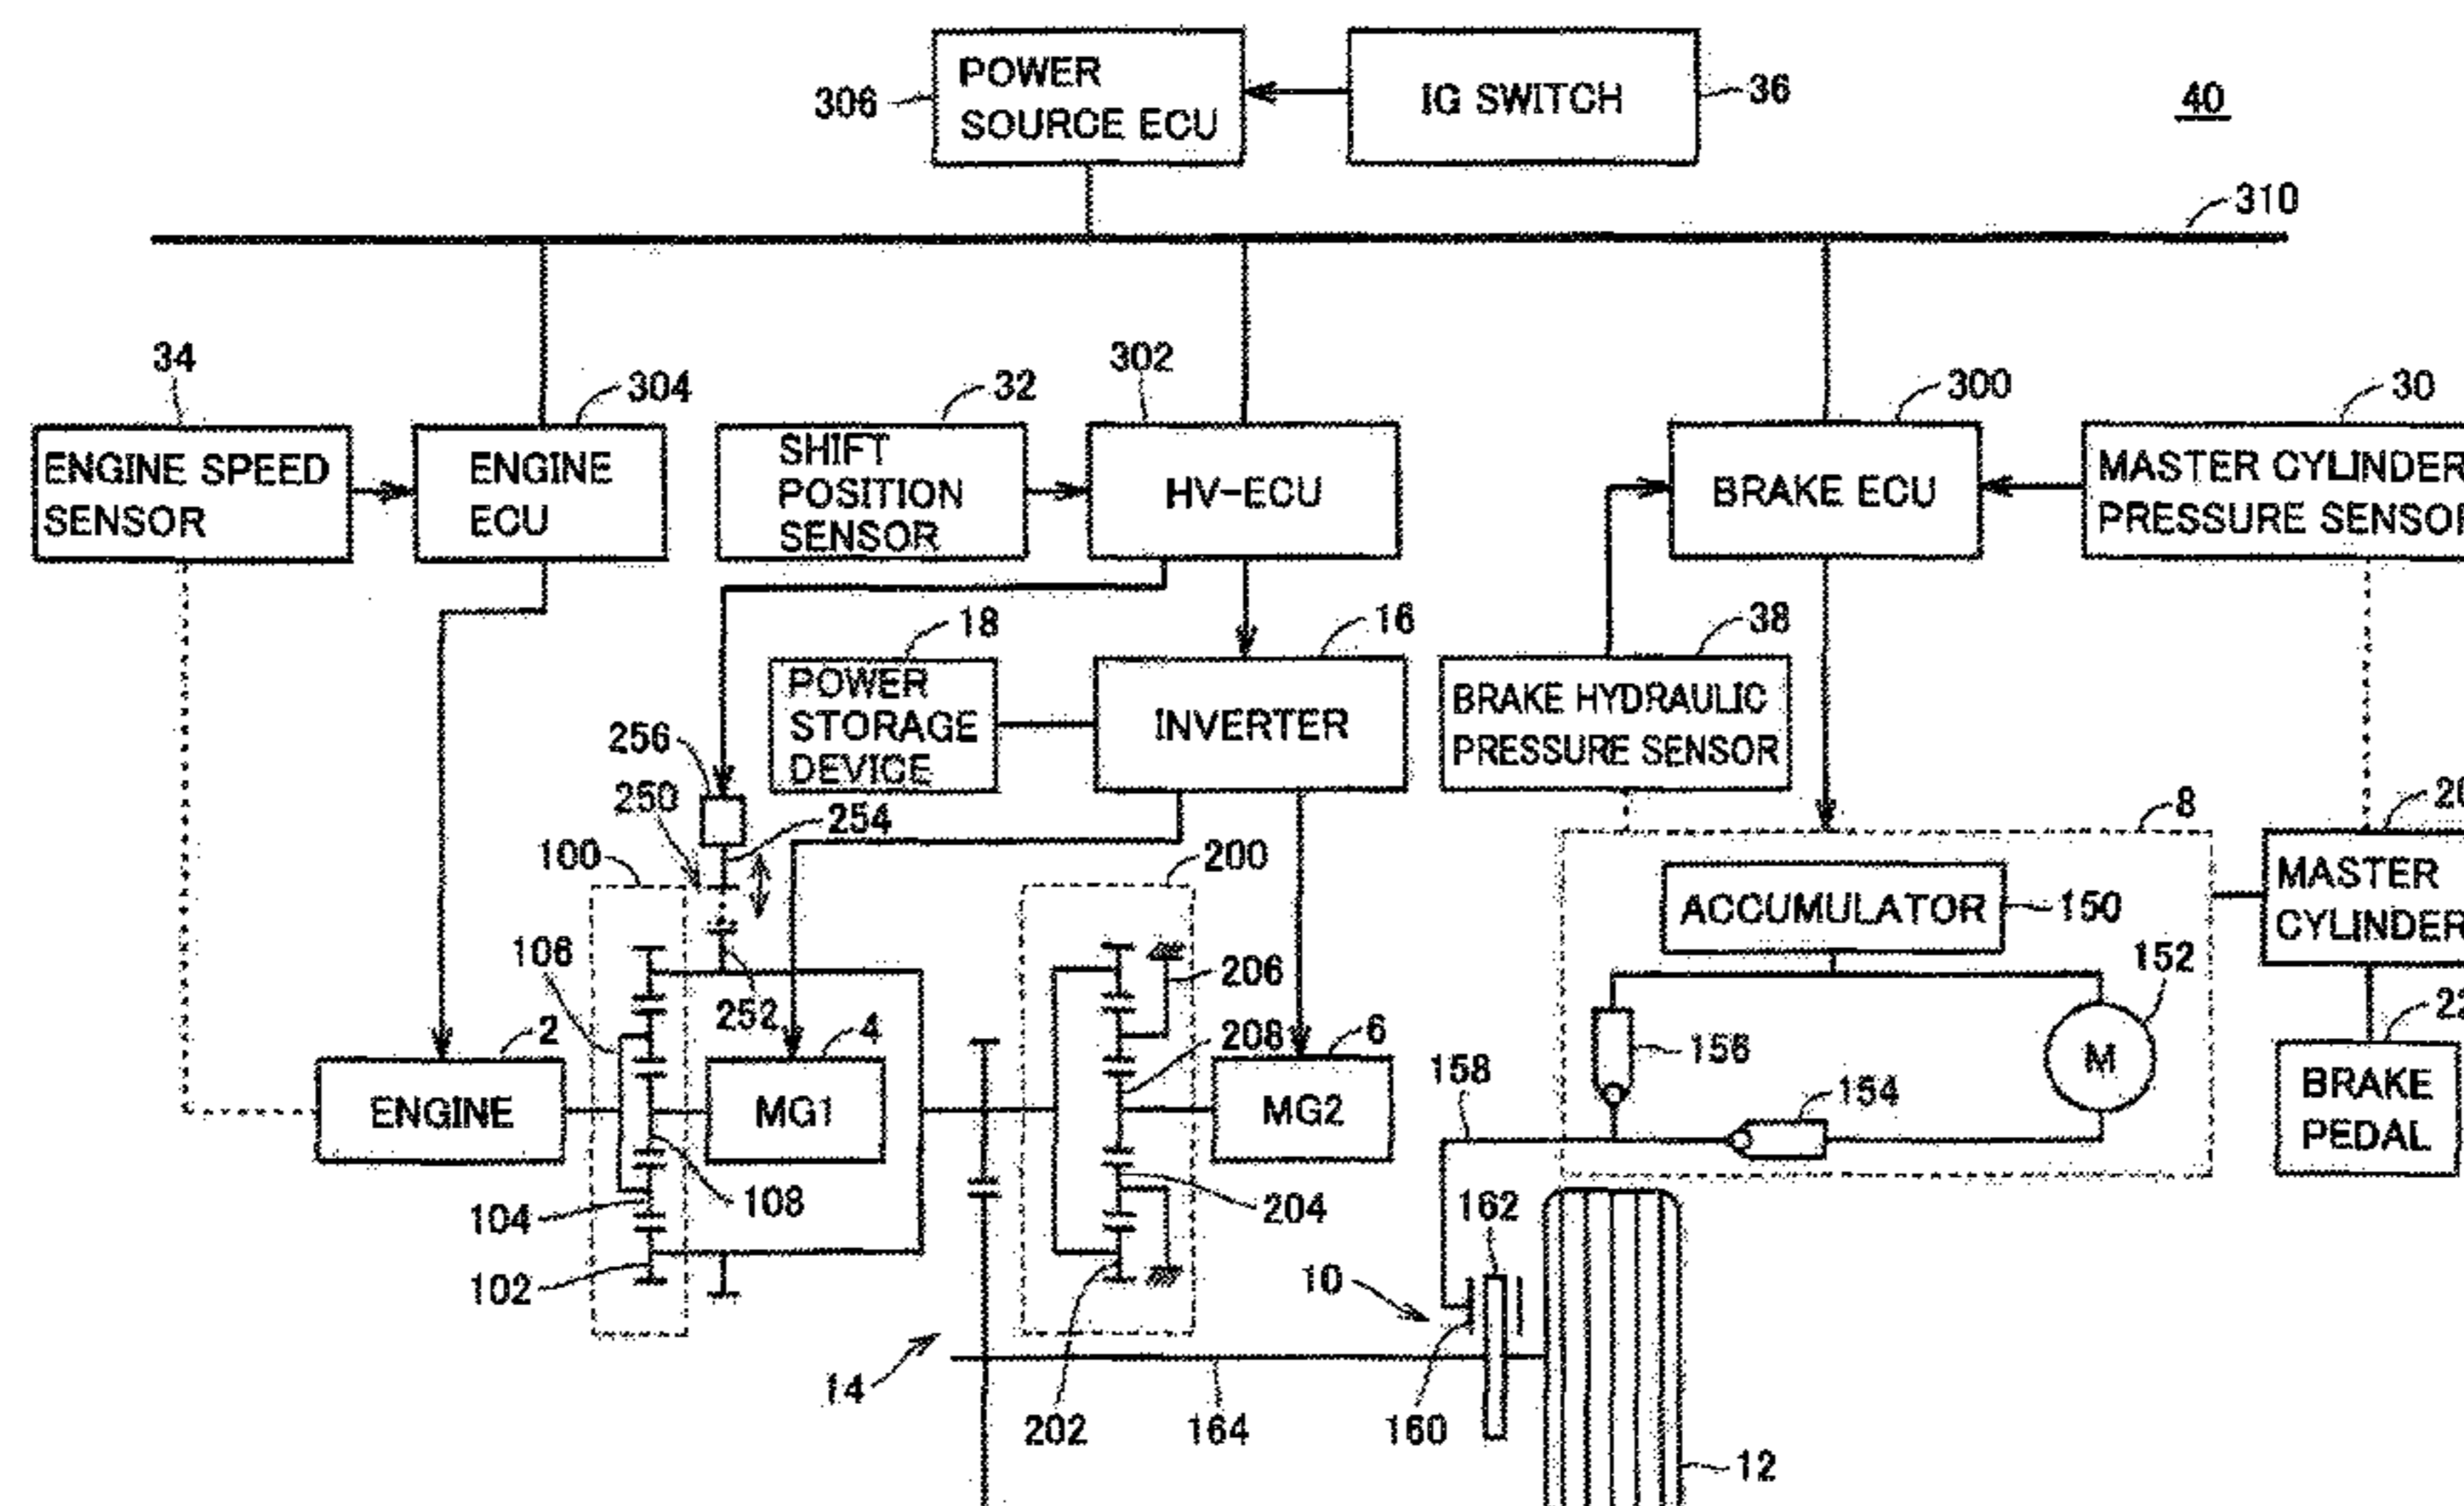 POWER
SOURCE ECU
306
IG SWITCH
36
40
310
34
304
32
302
300
30
ENGINE SPEED
SENSOR
ENGINE
ECU
SHIFT
POSITION
SENSOR
HV-ECU
BRAKE ECU
MASTER CYLINDER
PRESSURE SENSOR
18
16
38
POWER
STORAGE
DEVICE
INVERTER
BRAKE HYDRAULIC
PRESSURE SENSOR
256
250
254
100
200
8
20
ACCUMULATOR
150
MASTER
CYLINDER
106
252
206
208
152
156
M
22
2
4
6
158
154
ENGINE
MG1
MG2
BRAKE
PEDAL
104
108
204
162
102
10
14
202
164
160
12